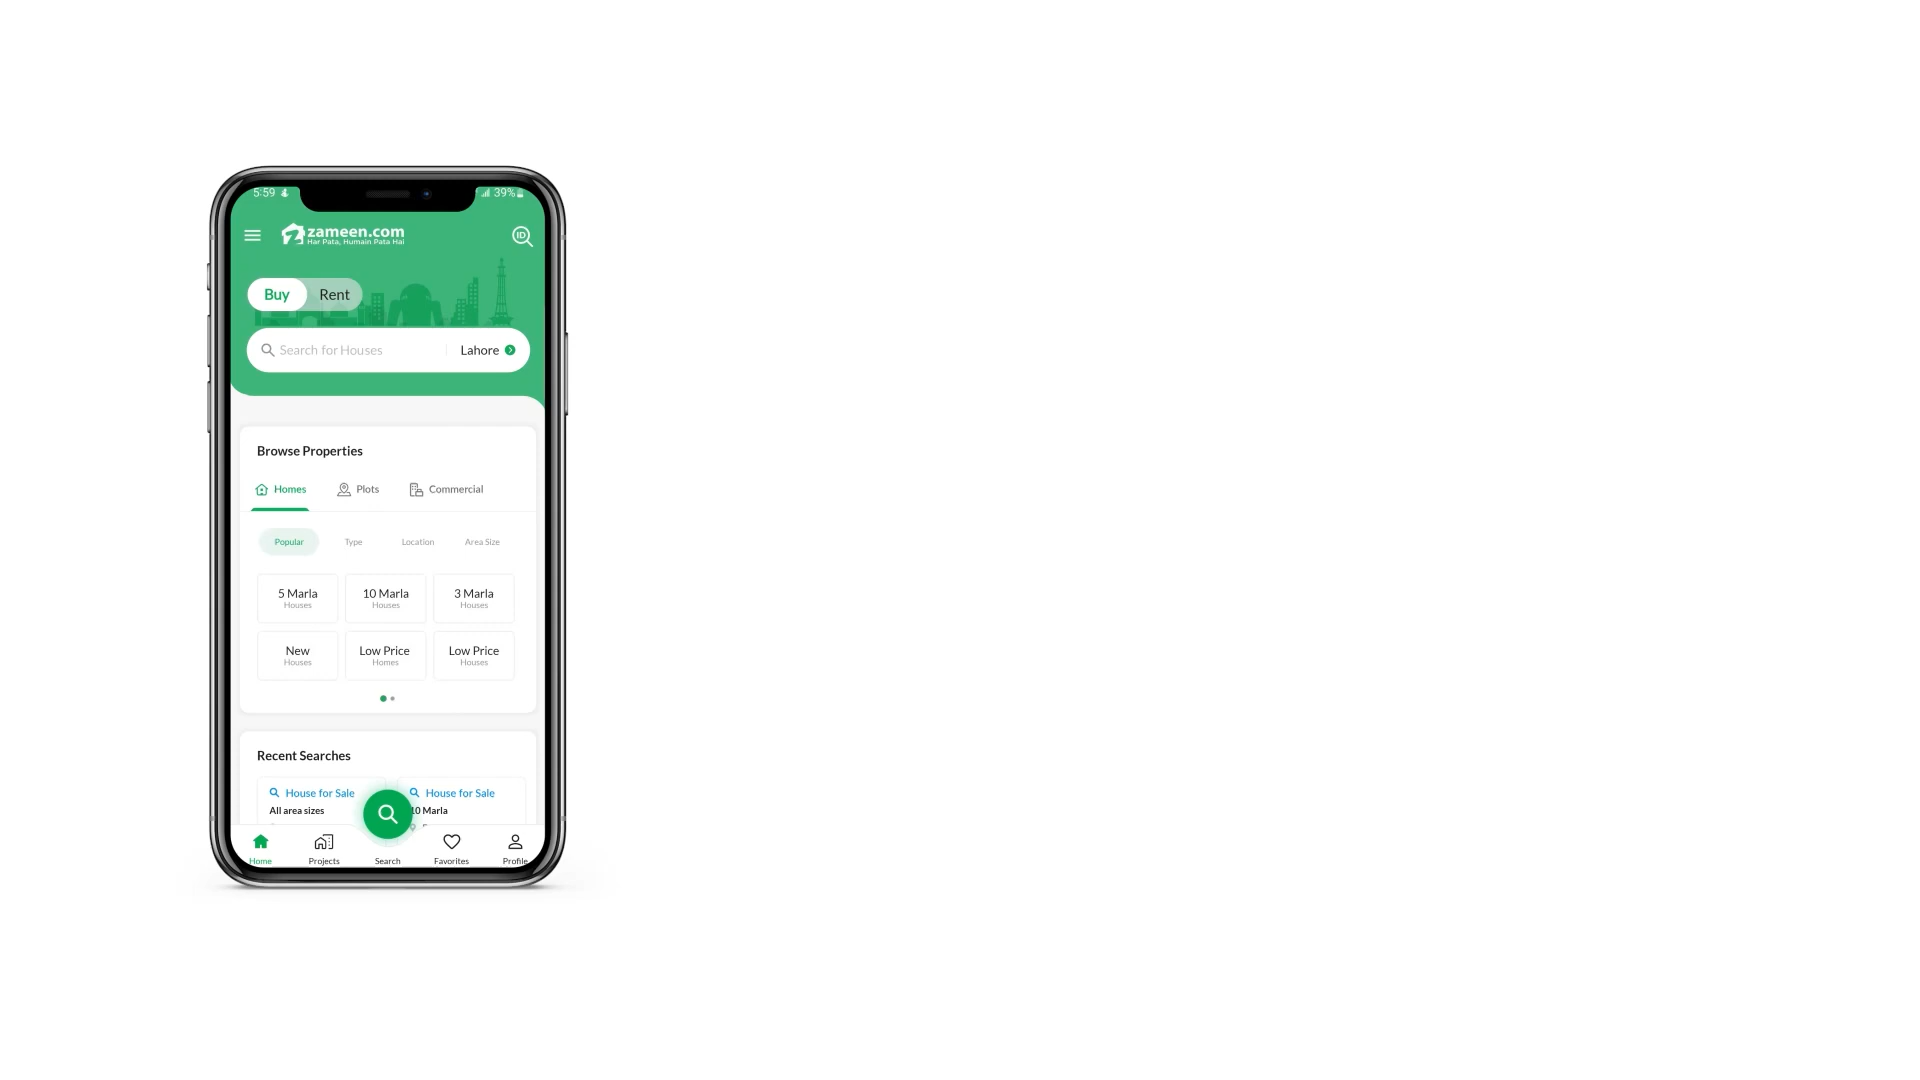 5:59
39%
zameen.com
Har Pata, Humain Pata Hai
ID
Buy
Rent
Search for Houses
Lahore
Browse Properties
Homes
Plots
Commercial
Popular
Type
Location
Area Size
5 Marla
Houses
10 Marla
Houses
3 Marla
Houses
New
Houses
Low Price
Homes
Low Price
Houses
Recent Searches
House for Sale
All area sizes
House for Sale
10 Marla
Home
Projects
Search
Favorites
Profile